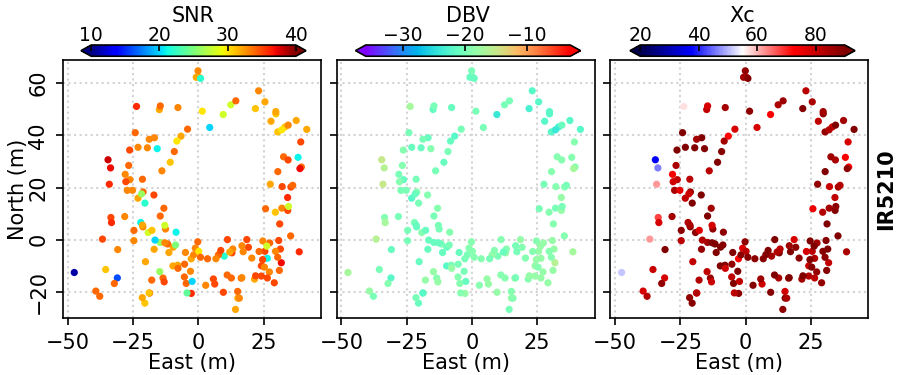 SNR DBV Xc
10 20 30 40 −30 −20 −10 20 40 60 80
60
40
20
0
−20
North (m)
IR5210
−50 −25 0 25 −50 −25 0 25 −50 −25 0 25
East (m) East (m) East (m)